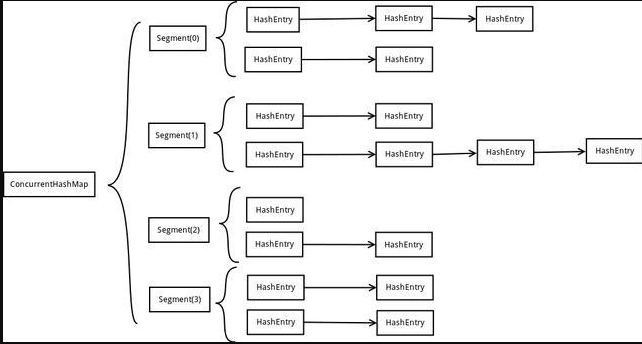 HashEntry HashEntry HashEntry
Segment(0)
HashEntry HashEntry
HashEntry HashEntry
Segment(1)
HashEntry HashEntry HashEntry HashEntry
ConcurrentHashMap
HashEntry
Segment(2)
HashEntry HashEntry
HashEntry HashEntry
Segment(3)
HashEntry HashEntry